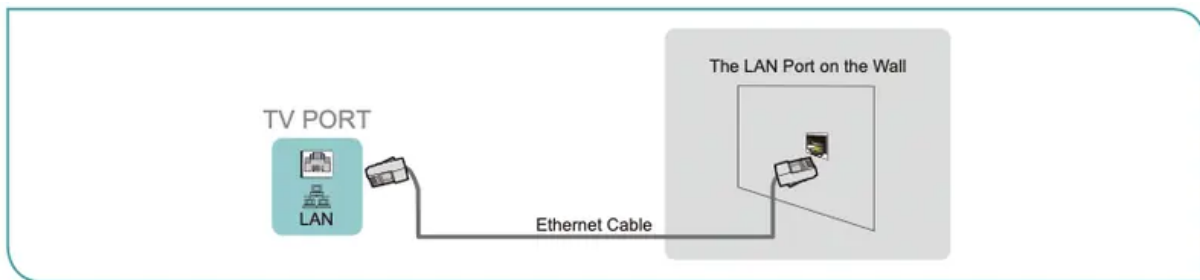 The LAN Port on the Wall
TV PORT
LAN
Ethernet Cable